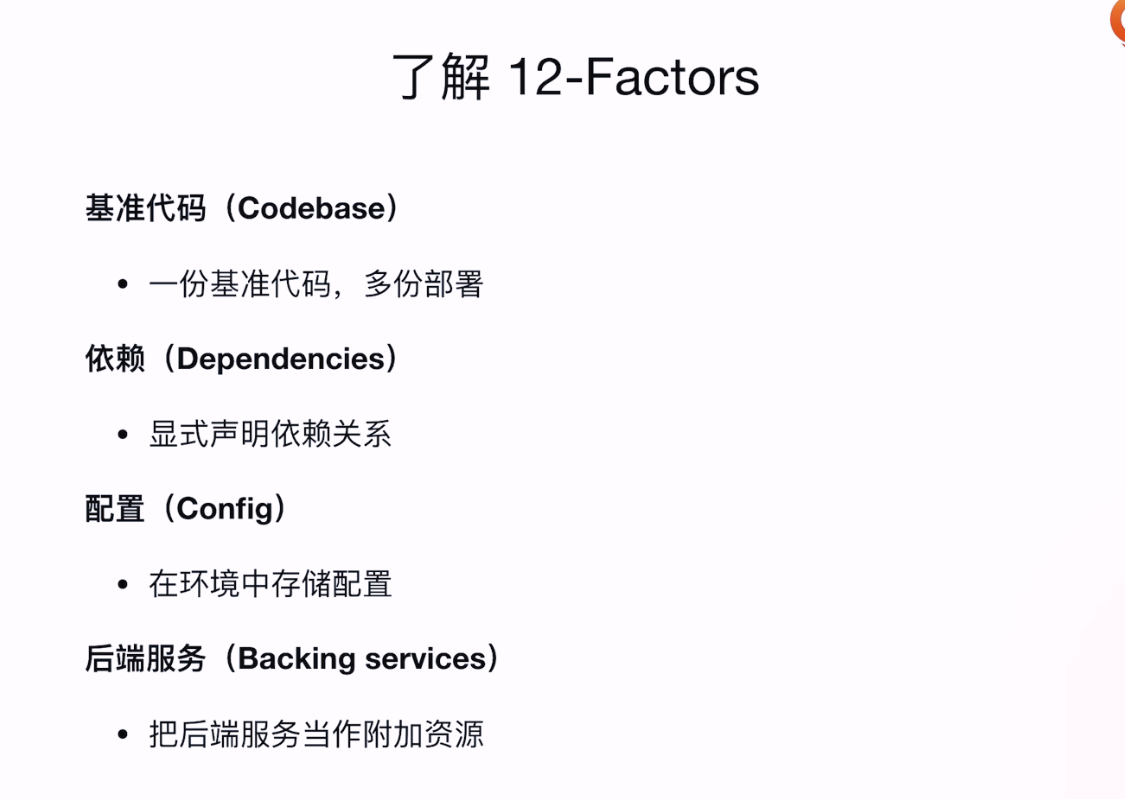 了解 12-Factors
基准代码（Codebase）
• 一份基准代码，多份部署
依赖（Dependencies）
• 显式声明依赖关系
配置（Config）
• 在环境中存储配置
后端服务（Backing services）
• 把后端服务当作附加资源